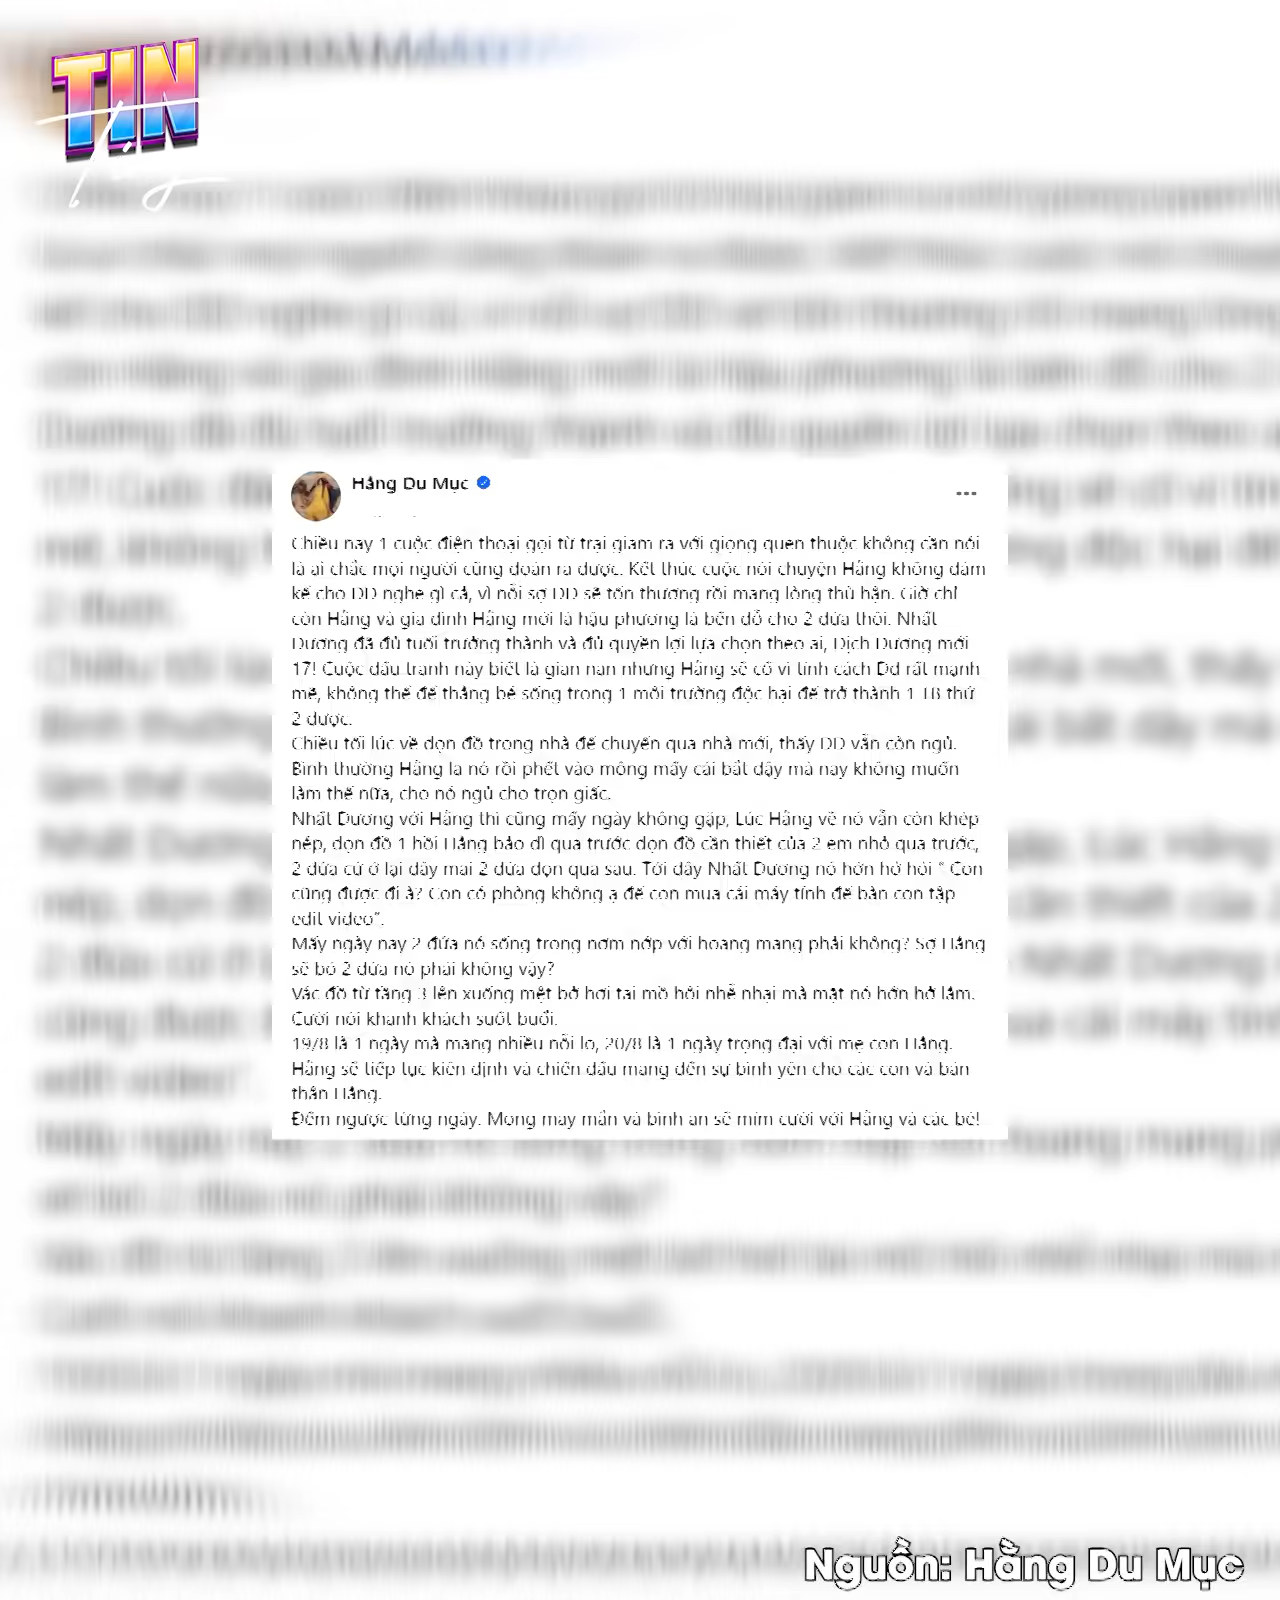 TIN
Hằng Du Mục
Chiều nay 1 cuộc điện thoại gọi từ trại giam ra với giọng quen thuộc không cần nói
là ai chắc mọi người cũng đoán ra được. Kết thúc cuộc nói chuyện Hằng không dám
kể cho DD nghe gì cả, vì nỗi sợ DD sẽ tổn thương rồi mang lòng thù hận. Giờ chỉ
còn Hằng và gia đình Hằng mới là hậu phương là bến đỗ cho 2 đứa thôi. Nhất
Dương đã đủ tuổi trưởng thành và đủ quyền lợi lựa chọn theo ai, Dịch Dương mới
17! Cuộc đấu tranh này biết là gian nan nhưng Hằng sẽ cố vì tính cách Dd rất mạnh
mẽ, không thể để thằng bé sống trong 1 môi trường độc hại để trở thành 1 TB thứ
2 được.
Chiều tối lúc về dọn đồ trong nhà để chuyển qua nhà mới, thấy DD vẫn còn ngủ.
Bình thường Hằng la nó rồi phết vào mông mấy cái bắt dậy mà nay không muốn
làm thế nữa, cho nó ngủ cho trọn giấc.
Nhất Dương với Hằng thì cũng mấy ngày không gặp, Lúc Hằng về nó vẫn còn khép
nép, dọn đồ 1 hồi Hằng bảo dì qua trước dọn đồ cần thiết của 2 em nhỏ qua trước,
2 đứa cứ ở lại đây mai 2 đứa dọn qua sau. Tới đây Nhất Dương nó hớn hở hỏi “ Con
cũng được đi à? Con có phòng không ạ để con mua cái máy tính để bàn con tập
edit video”.
Mấy ngày nay 2 đứa nó sống trong nơm nớp với hoang mang phải không? Sợ Hằng
sẽ bỏ 2 đứa nó phải không vậy?
Vác đồ từ tầng 3 lên xuống mệt bở hơi tai mồ hôi nhễ nhại mà mặt nó hớn hở lắm.
Cười nói khanh khách suốt buổi.
19/8 là 1 ngày mà mang nhiều nỗi lo, 20/8 là 1 ngày trọng đại với mẹ con Hằng.
Hằng sẽ tiếp tục kiên định và chiến đấu mang đến sự bình yên cho các con và bản
thân Hằng.
Đếm ngược từng ngày. Mong may mắn và bình an sẽ mỉm cười với Hằng và các bé!
Nguồn: Hằng Du Mục